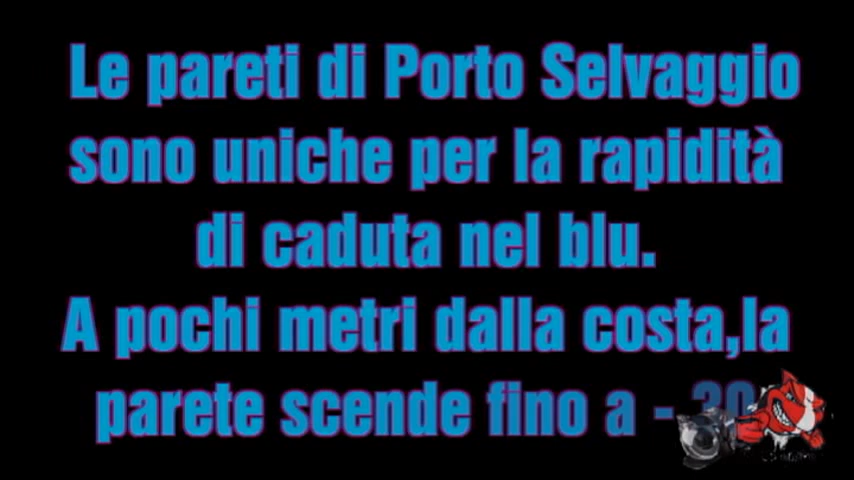 Le pareti di Porto Selvaggio
sono uniche per la rapidità
di caduta nel blu.
A pochi metri dalla costa,la
parete scende fino a - 30